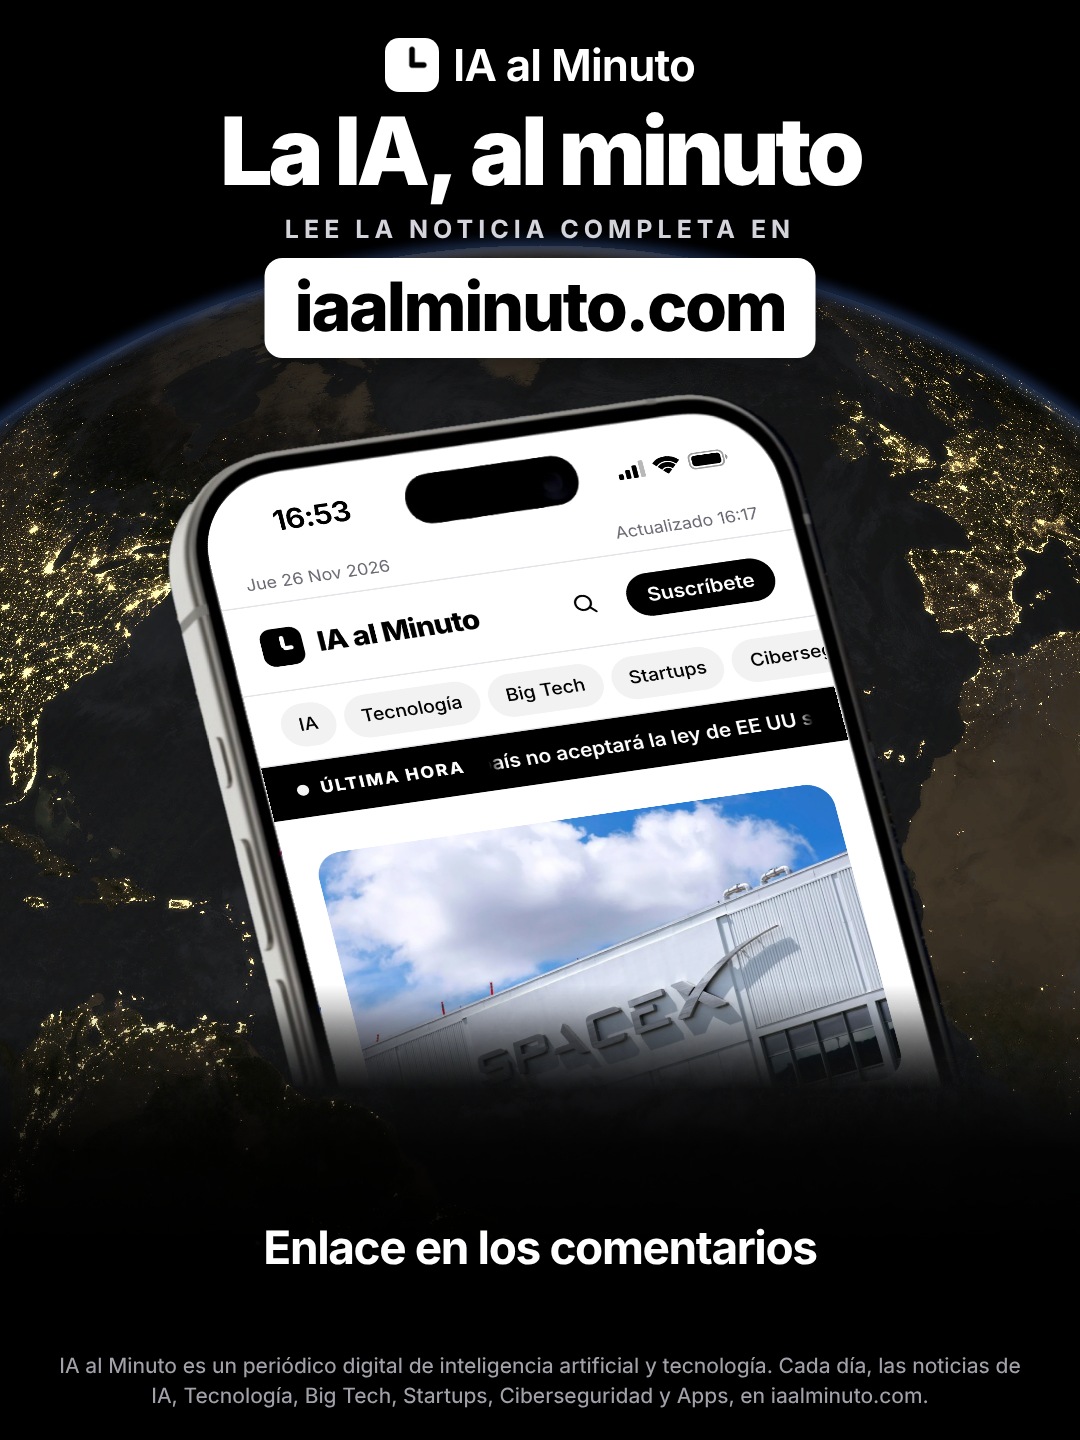 IA al Minuto
La IA, al minuto
LEE LA NOTICIA COMPLETA EN
iaalminuto.com
16:53
Jue 26 Nov 2026
Actualizado 16:17
IA al Minuto
Suscríbete
IA
Tecnología
Big Tech
Startups
ÚLTIMA HORA
no aceptará la ley de EE UU
SPACEX
Enlace en los comentarios
IA al Minuto es un periódico digital de inteligencia artificial y tecnología. Cada día, las noticias de
IA, Tecnología, Big Tech, Startups, Ciberseguridad y Apps, en iaalminuto.com.